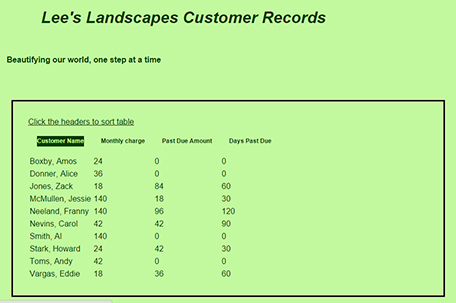 Lee's Landscapes Customer Records
Beautifying our world, one step at a time
Click the headers to sort table
Customer Name Monthly charge Past Due Amount Days Past Due
Boxby, Amos 24 0 0
Donner, Alice 36 0 0
Jones, Zack 18 84 60
McMullen, Jessie 140 18 30
Neeland, Franny 140 96 120
Nevins, Carol 42 42 90
Smith, Al 140 0 0
Stark, Howard 24 42 30
Toms, Andy 42 0 0
Vargas, Eddie 18 36 60